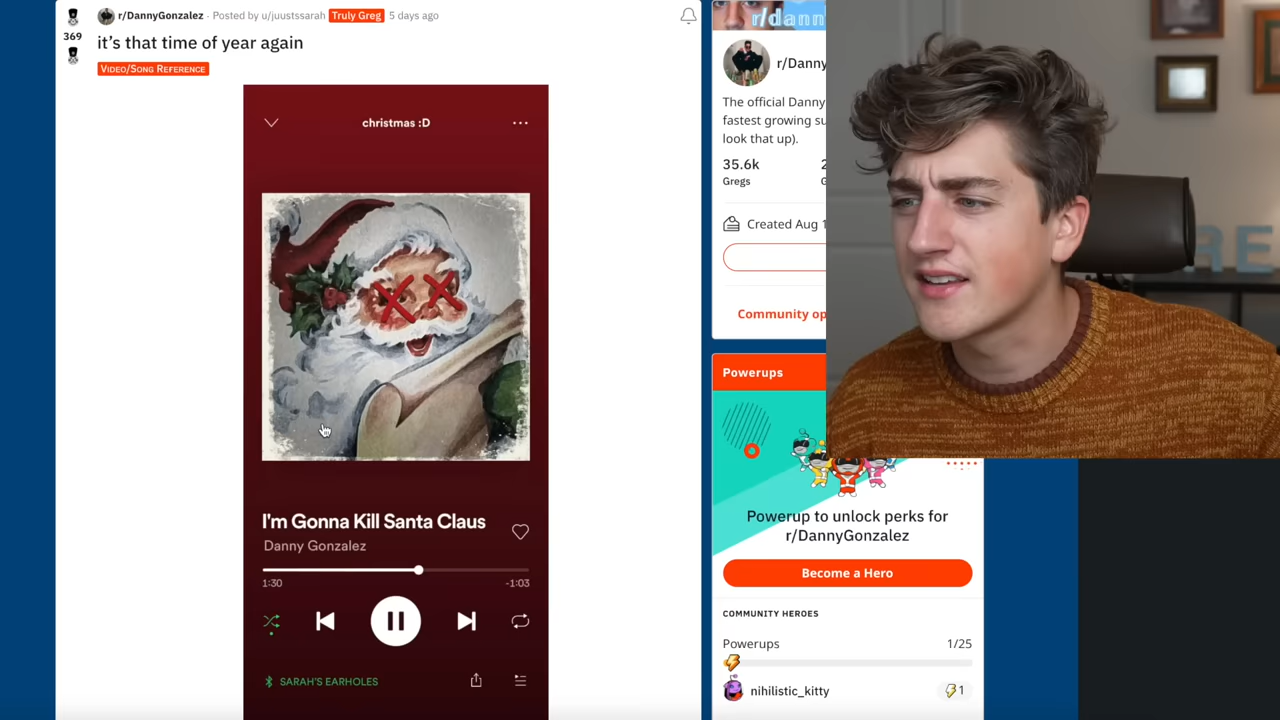 r/DannyGonzalez · Posted by u/juustssarah Truly Greg 5 days ago
369
it's that time of year again
VIDEO/SONG REFERENCE
christmas :D
I'm Gonna Kill Santa Claus
Danny Gonzalez
1:30 -1:03
SARAH'S EARHOLES
r/dann
r/Danny
The official Danny
fastest growing su
look that up).
35.6k 2
Gregs
Created Aug 1
Community op
Powerups
Powerup to unlock perks for
r/DannyGonzalez
Become a Hero
COMMUNITY HEROES
Powerups 1/25
nihilistic_kitty 1
RE